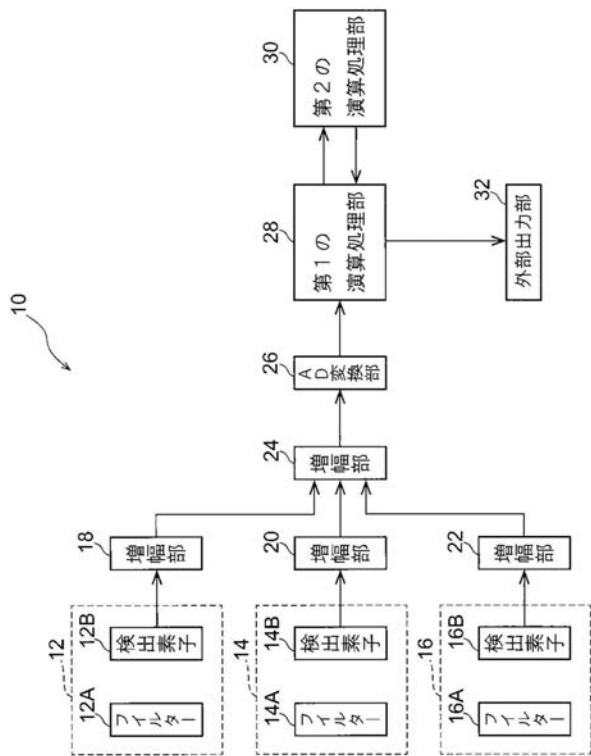 10
12
12A
フィルター
12B
検出素子
18
増幅部
14
14A
フィルター
14B
検出素子
20
増幅部
16
16A
フィルター
16B
検出素子
22
増幅部
24
増幅部
26
AD変換部
28
第1の
演算処理部
30
第2の
演算処理部
32
外部出力部